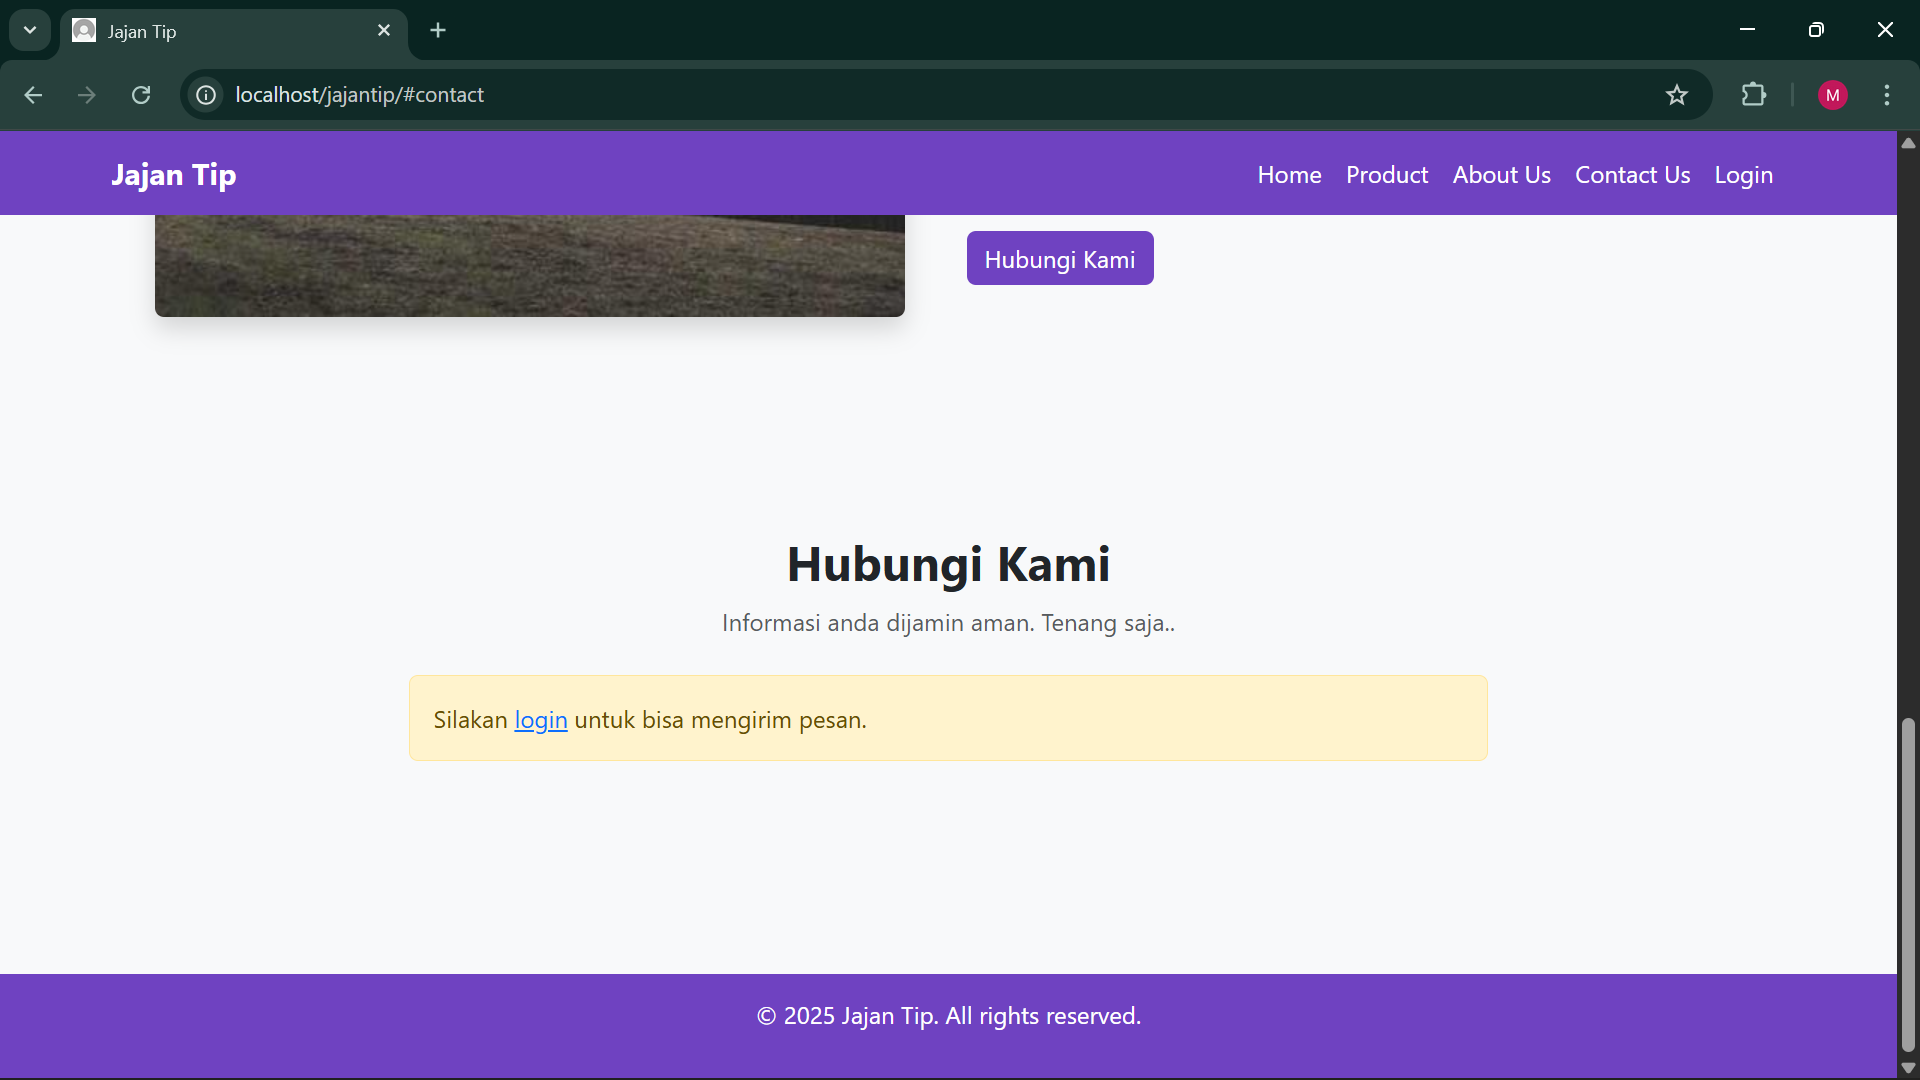 Jajan Tip
localhost/jajantip/#contact
M
Jajan Tip
Home Product About Us Contact Us Login
Hubungi Kami
Hubungi Kami
Informasi anda dijamin aman. Tenang saja..
Silakan login untuk bisa mengirim pesan.
© 2025 Jajan Tip. All rights reserved.